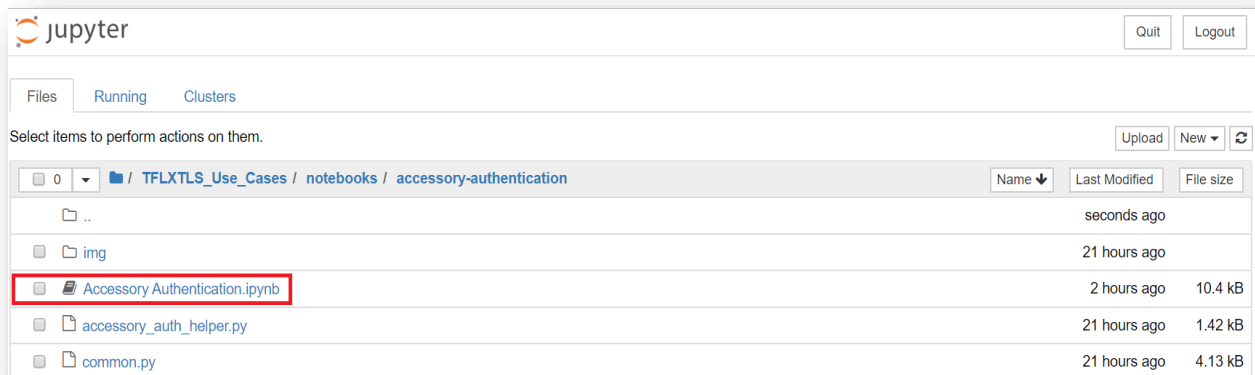 jupyter Quit Logout
Files Running Clusters
Select items to perform actions on them. Upload New
0 / TFLXTLS_Use_Cases / notebooks / accessory-authentication Name Last Modified File size
.. seconds ago
img 21 hours ago
Accessory Authentication.ipynb 2 hours ago 10.4 kB
accessory_auth_helper.py 21 hours ago 1.42 kB
common.py 21 hours ago 4.13 kB